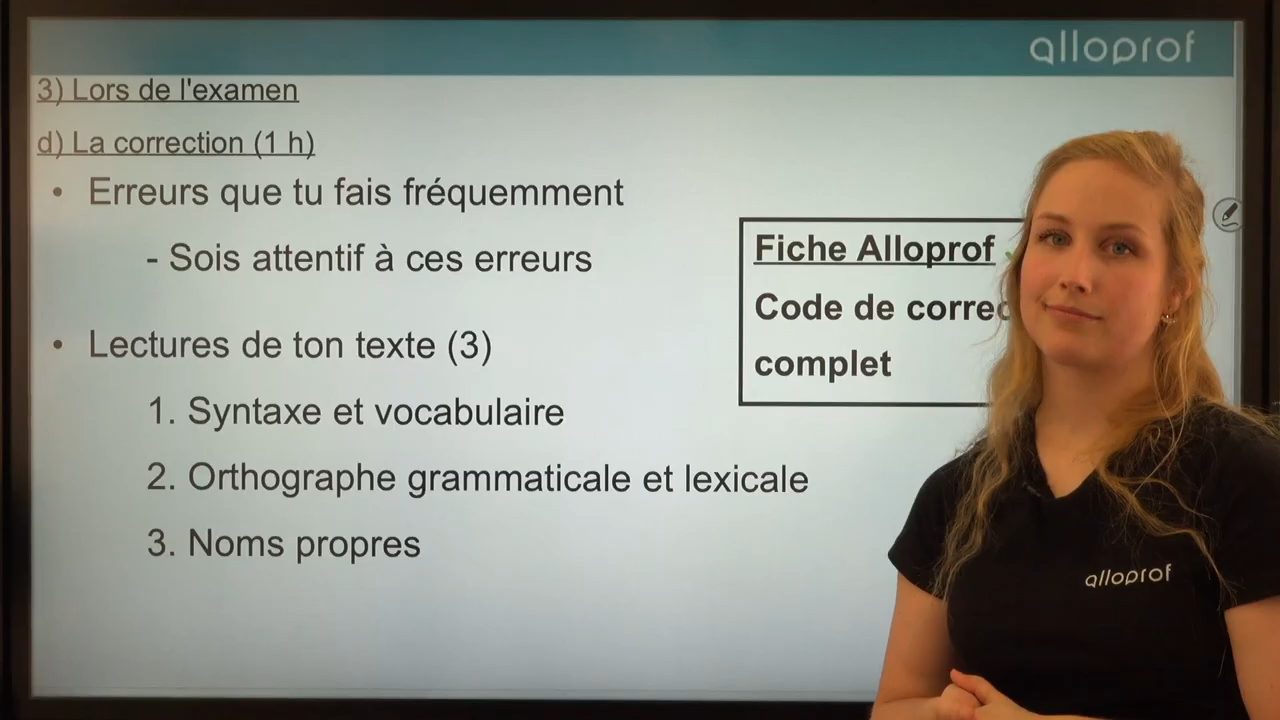 alloprof
3) Lors de l'examen
d) La correction (1 h)
• Erreurs que tu fais fréquemment
- Sois attentif à ces erreurs
• Lectures de ton texte (3)
1. Syntaxe et vocabulaire
2. Orthographe grammaticale et lexicale
3. Noms propres
Fiche Alloprof
Code de
complet
alloprof